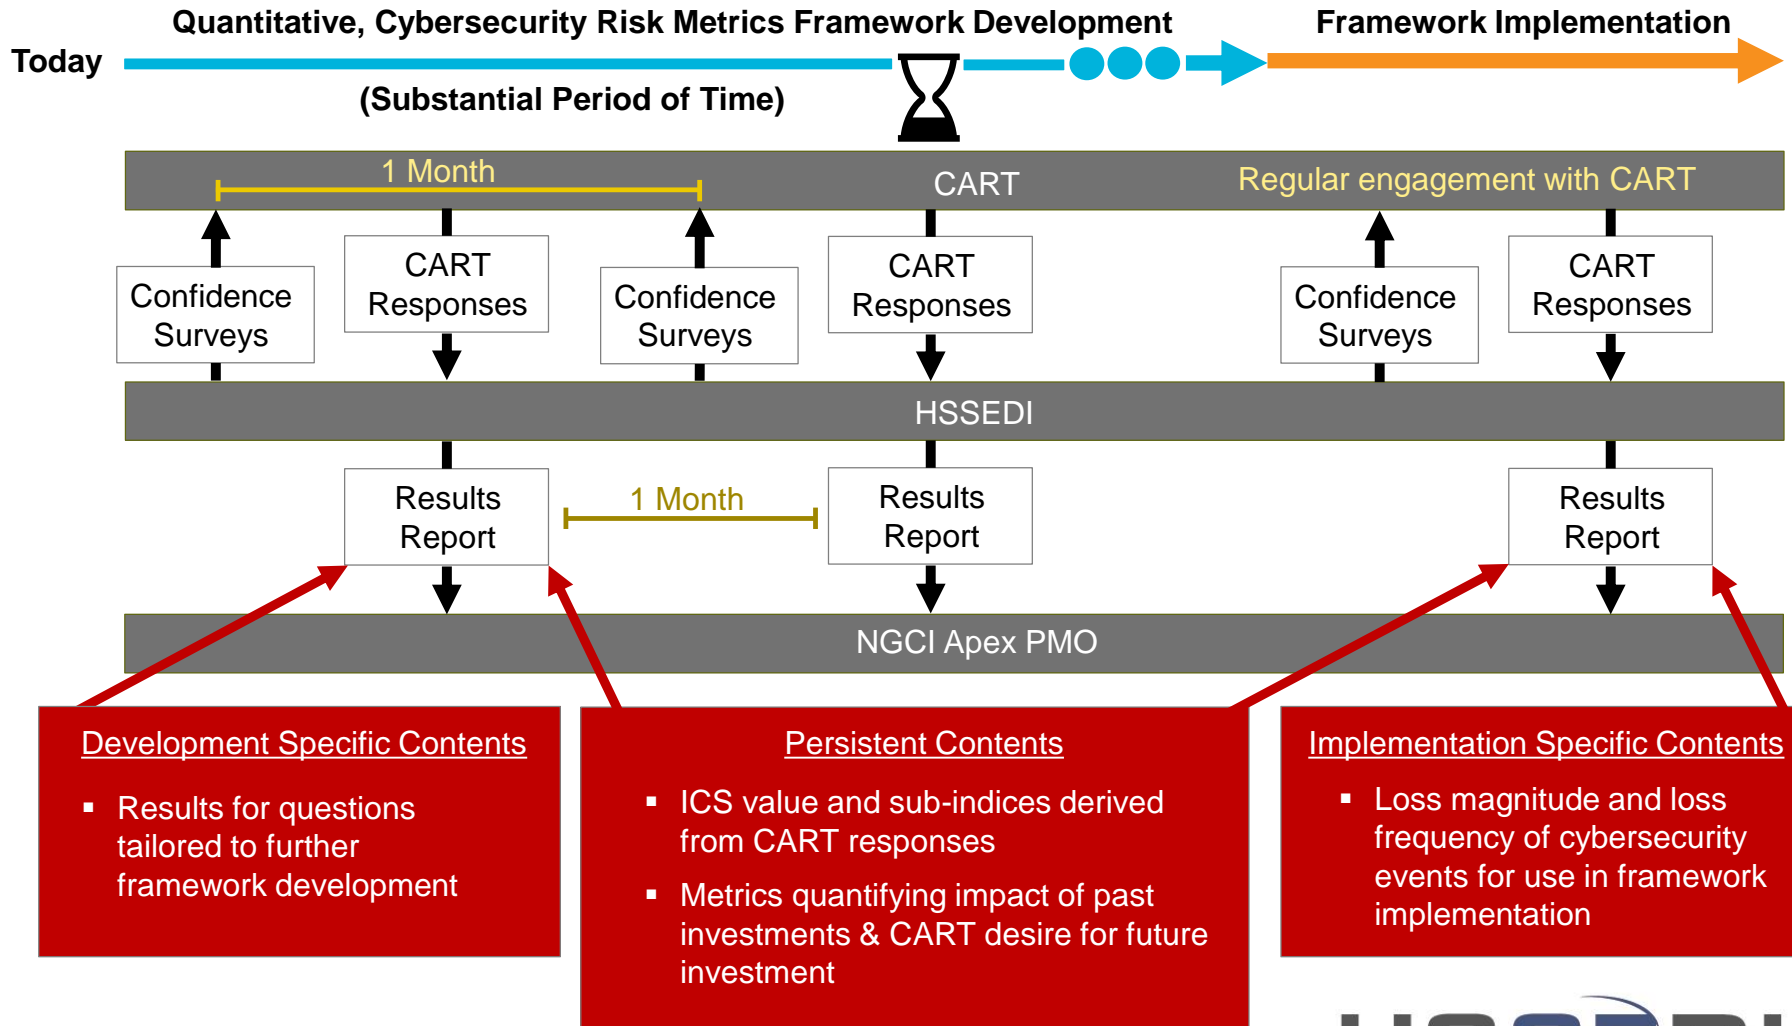 Quantitative, Cybersecurity Risk Metrics Framework Development
Framework Implementation
Today
(Substantial Period of Time)
1 Month
CART
Regular engagement with CART
Confidence
Surveys
CART
Responses
Confidence
Surveys
CART
Responses
Confidence
Surveys
CART
Responses
HSSEDI
Results
Report
1 Month
Results
Report
Results
Report
NGCI Apex PMO
Development Specific Contents
▪ Results for questions
tailored to further
framework development
Persistent Contents
▪ ICS value and sub-indices derived
from CART responses
▪ Metrics quantifying impact of past
investments & CART desire for future
investment
Implementation Specific Contents
▪ Loss magnitude and loss
frequency of cybersecurity
events for use in framework
implementation